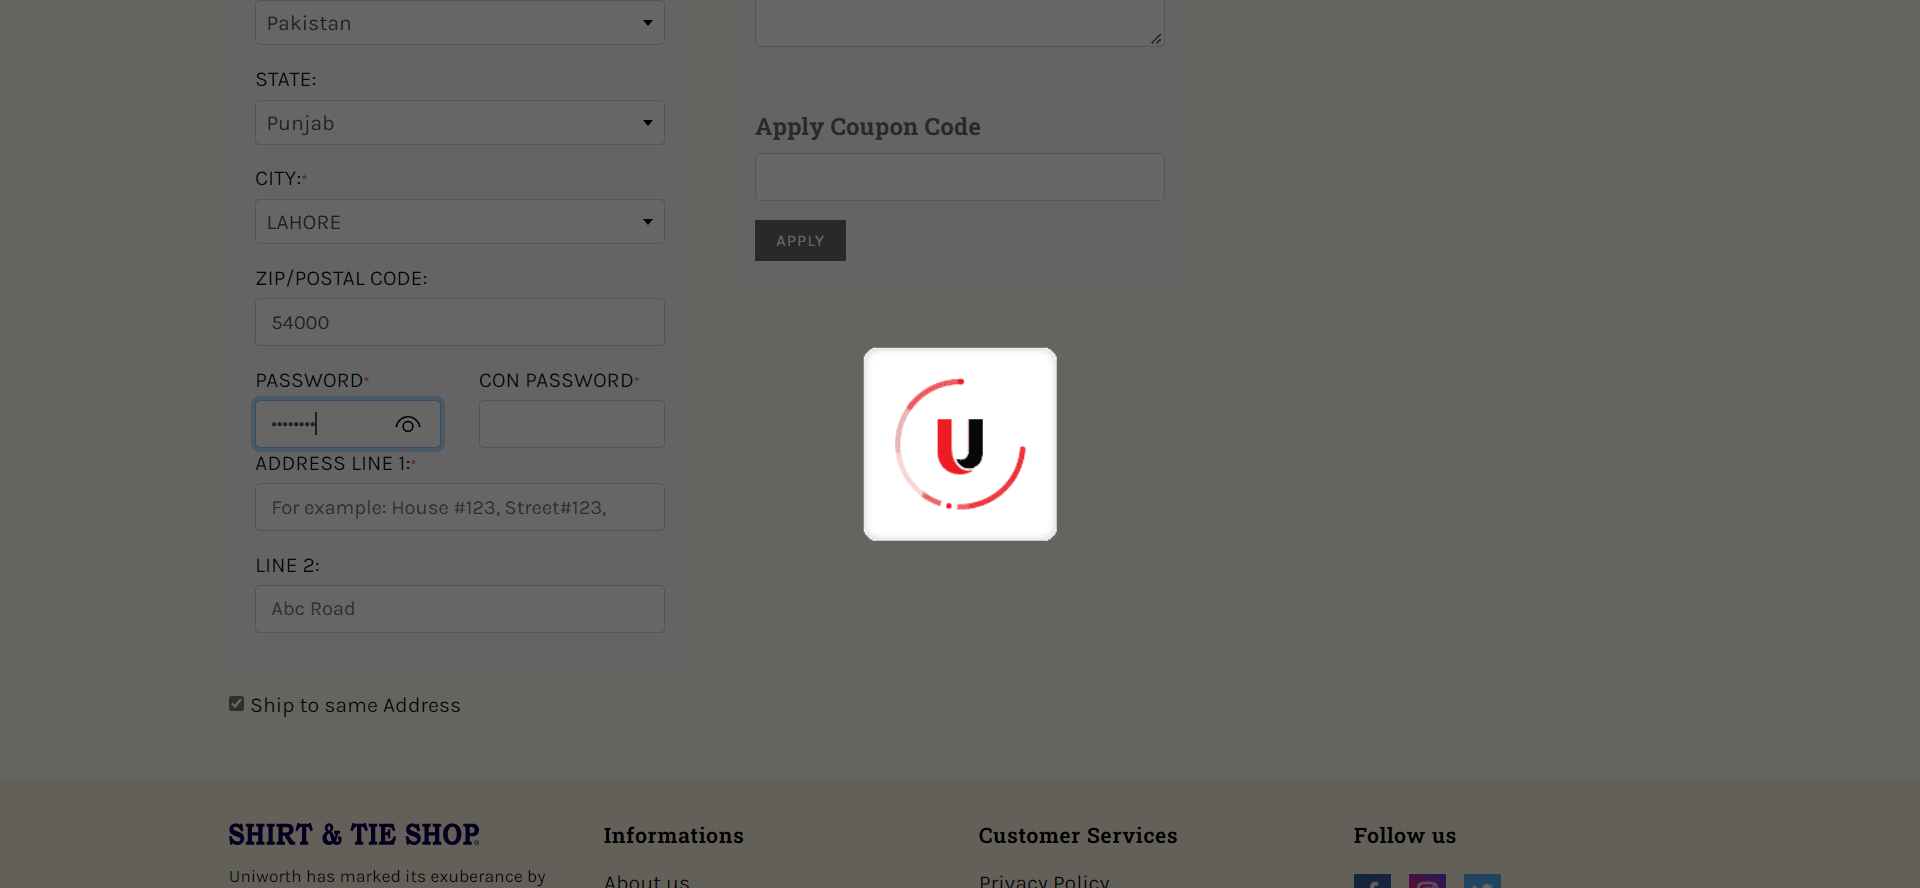 Pakistan
STATE:
Punjab
CITY:*
LAHORE
ZIP/POSTAL CODE:
54000
PASSWORD* CON PASSWORD*
••••••••
ADDRESS LINE 1:*
For example: House #123, Street#123,
LINE 2:
Abc Road
Ship to same Address
Apply Coupon Code
APPLY
U
SHIRT & TIE SHOP®
Uniworth has marked its exuberance by
Informations
About us
Customer Services
Privacy Policy
Follow us